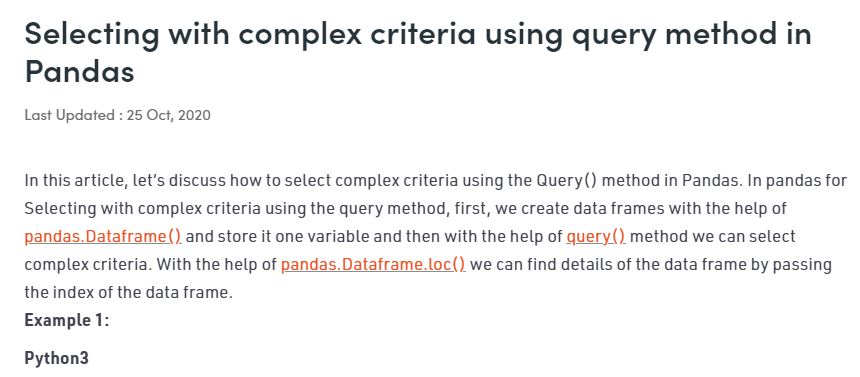 Selecting with complex criteria using query method in
Pandas
Last Updated : 25 Oct, 2020
In this article, let’s discuss how to select complex criteria using the Query() method in Pandas. In pandas for
Selecting with complex criteria using the query method, first, we create data frames with the help of
pandas.Dataframe() and store it one variable and then with the help of query() method we can select
complex criteria. With the help of pandas.Dataframe.loc() we can find details of the data frame by passing
the index of the data frame.
Example 1:
Python3